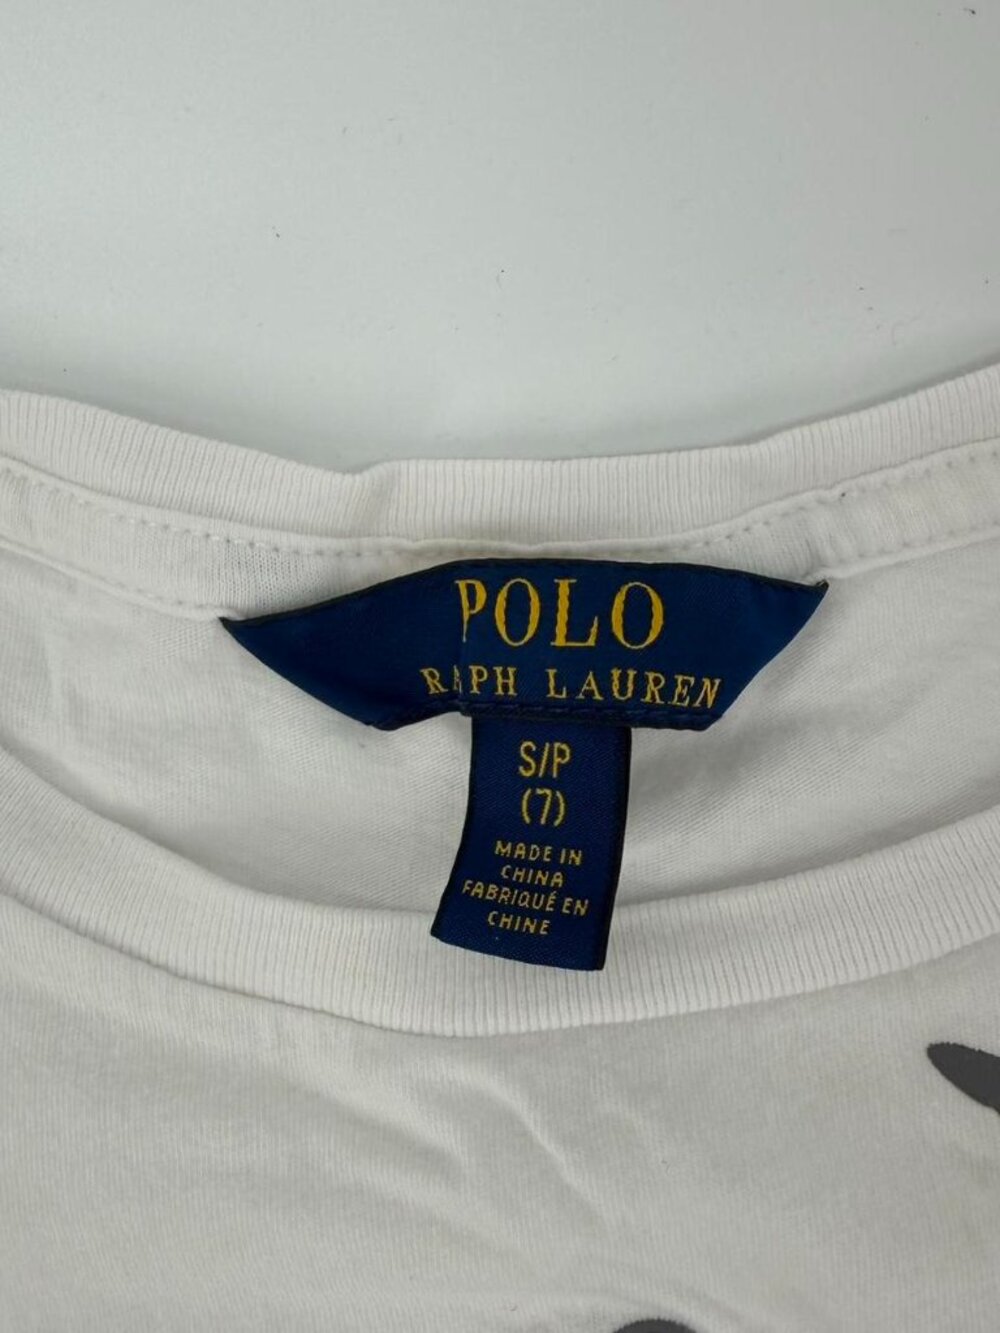 POLO
RALPH LAUREN
S/P
(7)
MADE IN
CHINA
FABRIQUÉ EN
CHINE